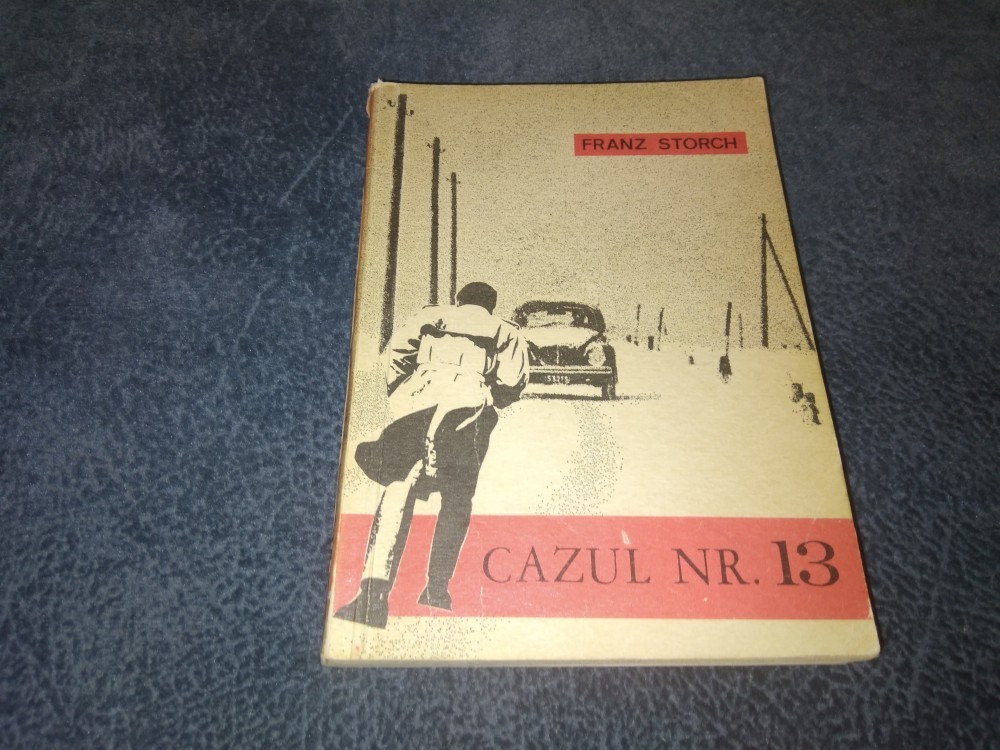 FRANZ STORCH
CAZUL NR. 13